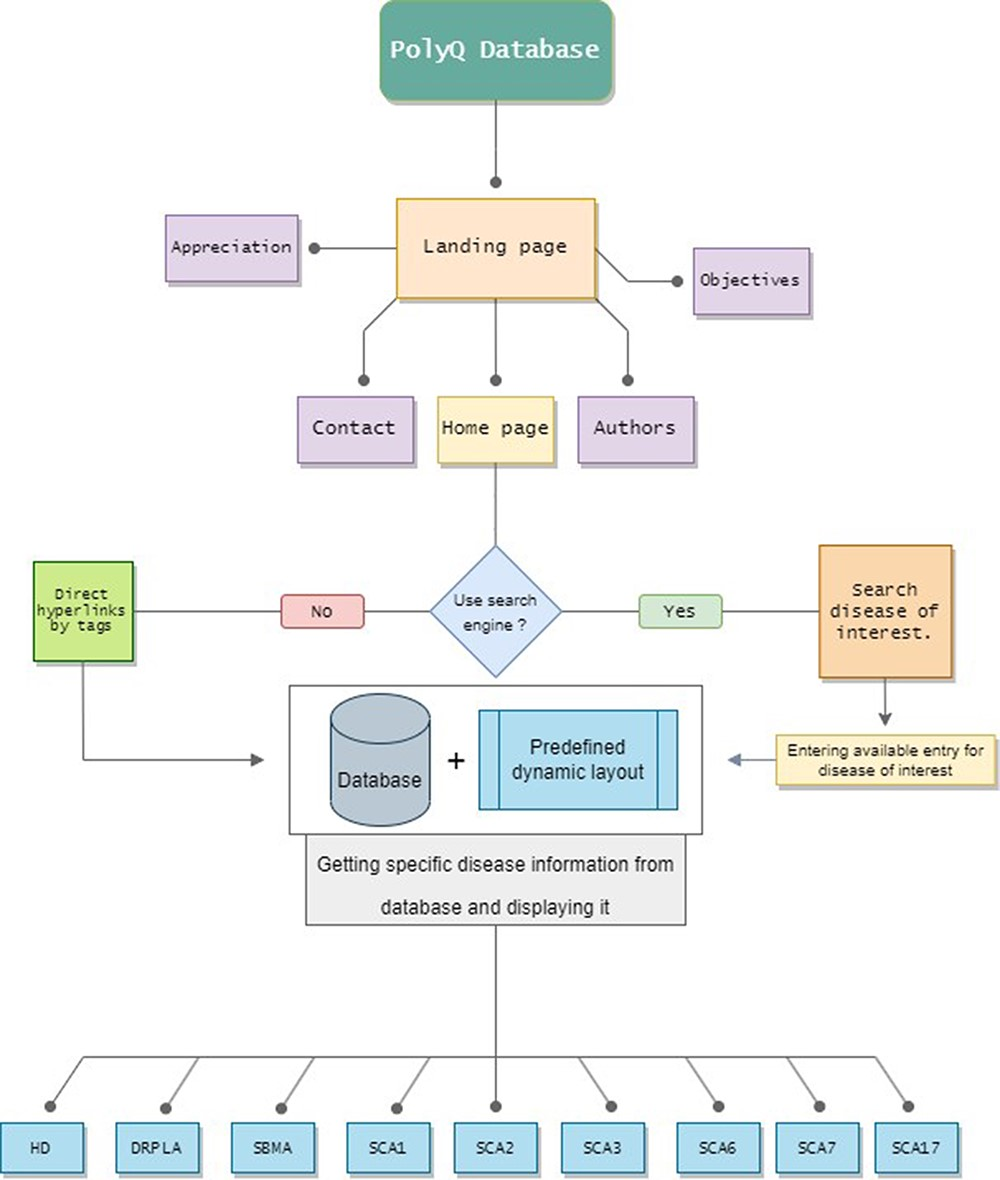 PolyQ Database
Landing page
Appreciation
Objectives
Contact
Home page
Authors
Direct
hyperlinks
by tags
No
Use search
engine ?
Yes
Search
disease of
interest.
Database
+
Predefined
dynamic layout
Entering available entry for
disease of interest
Getting specific disease information from
database and displaying it
HD
DRPLA
SBMA
SCA1
SCA2
SCA3
SCA6
SCA7
SCA17